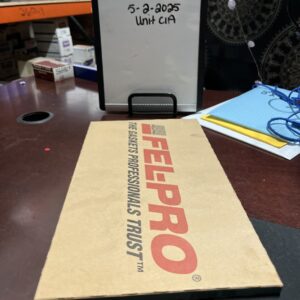 5-2-2025
Unit C1A
FEL-PRO®
THE GASKETS PROFESSIONALS TRUST™